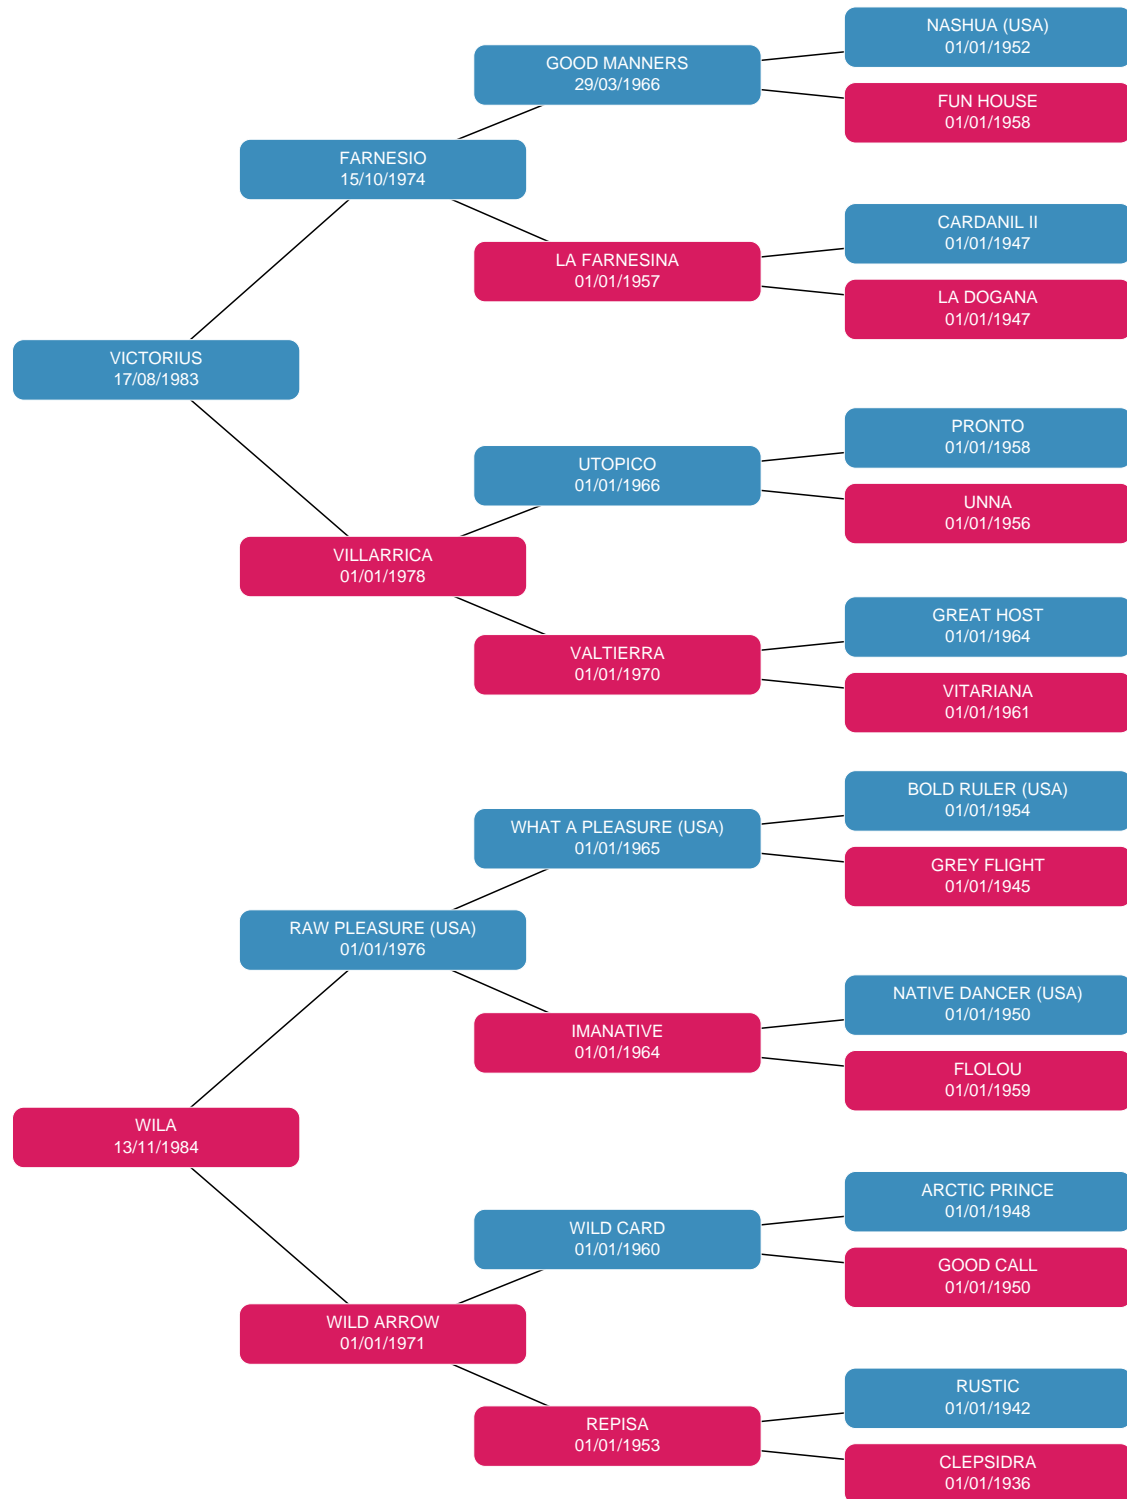 NASHUA (USA)
01/01/1952
GOOD MANNERS
29/03/1966
FUN HOUSE
01/01/1958
FARNESIO
15/10/1974
CARDANIL II
01/01/1947
LA FARNESINA
01/01/1957
LA DOGANA
01/01/1947
VICTORIUS
17/08/1983
PRONTO
01/01/1958
UTOPICO
01/01/1966
UNNA
01/01/1956
VILLARRICA
01/01/1978
GREAT HOST
01/01/1964
VALTIERRA
01/01/1970
VITARIANA
01/01/1961
BOLD RULER (USA)
01/01/1954
WHAT A PLEASURE (USA)
01/01/1965
GREY FLIGHT
01/01/1945
RAW PLEASURE (USA)
01/01/1976
NATIVE DANCER (USA)
01/01/1950
IMANATIVE
01/01/1964
FLOLOU
01/01/1959
WILA
13/11/1984
ARCTIC PRINCE
01/01/1948
WILD CARD
01/01/1960
GOOD CALL
01/01/1950
WILD ARROW
01/01/1971
RUSTIC
01/01/1942
REPISA
01/01/1953
CLEPSIDRA
01/01/1936